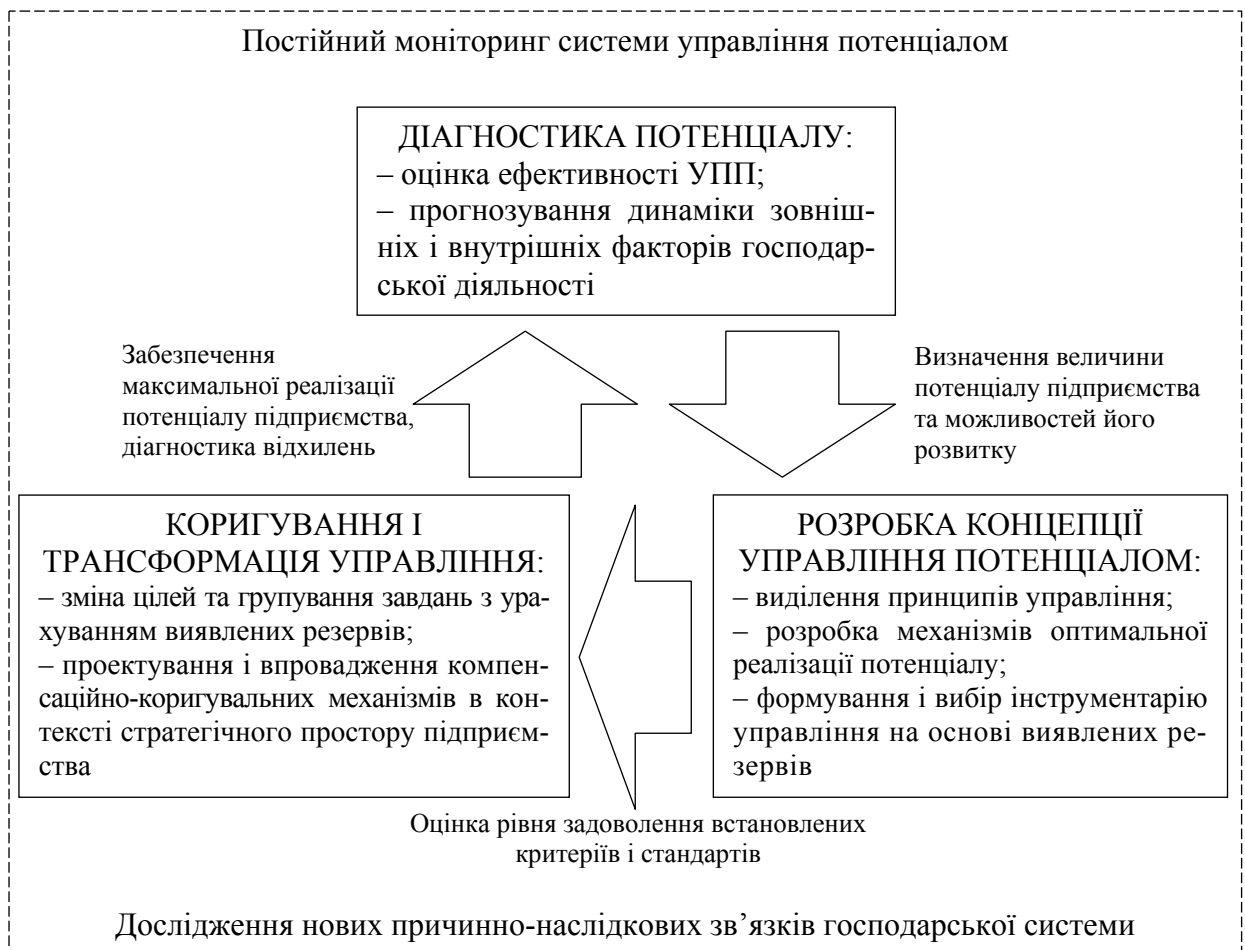 Постійний моніторинг системи управління потенціалом
ДІАГНОСТИКА ПОТЕНЦІАЛУ:
– оцінка ефективності УПП;
– прогнозування динаміки зовніш-
ніх і внутрішніх факторів господар-
ської діяльності
Забезпечення
максимальної реалізації
потенціалу підприємства,
діагностика відхилень
Визначення величини
потенціалу підприємства
та можливостей його
розвитку
КОРИГУВАННЯ І
ТРАНСФОРМАЦІЯ УПРАВЛІННЯ:
– зміна цілей та групування завдань з ура-
хуванням виявлених резервів;
– проектування і впровадження компен-
саційно-коригувальних механізмів в кон-
тексті стратегічного простору підприєм-
ства
РОЗРОБКА КОНЦЕПЦІЇ
УПРАВЛІННЯ ПОТЕНЦІАЛОМ:
– виділення принципів управління;
– розробка механізмів оптимальної
реалізації потенціалу;
– формування і вибір інструментарію
управління на основі виявлених ре-
зервів
Оцінка рівня задоволення встановлених
критеріїв і стандартів
Дослідження нових причинно-наслідкових зв’язків господарської системи